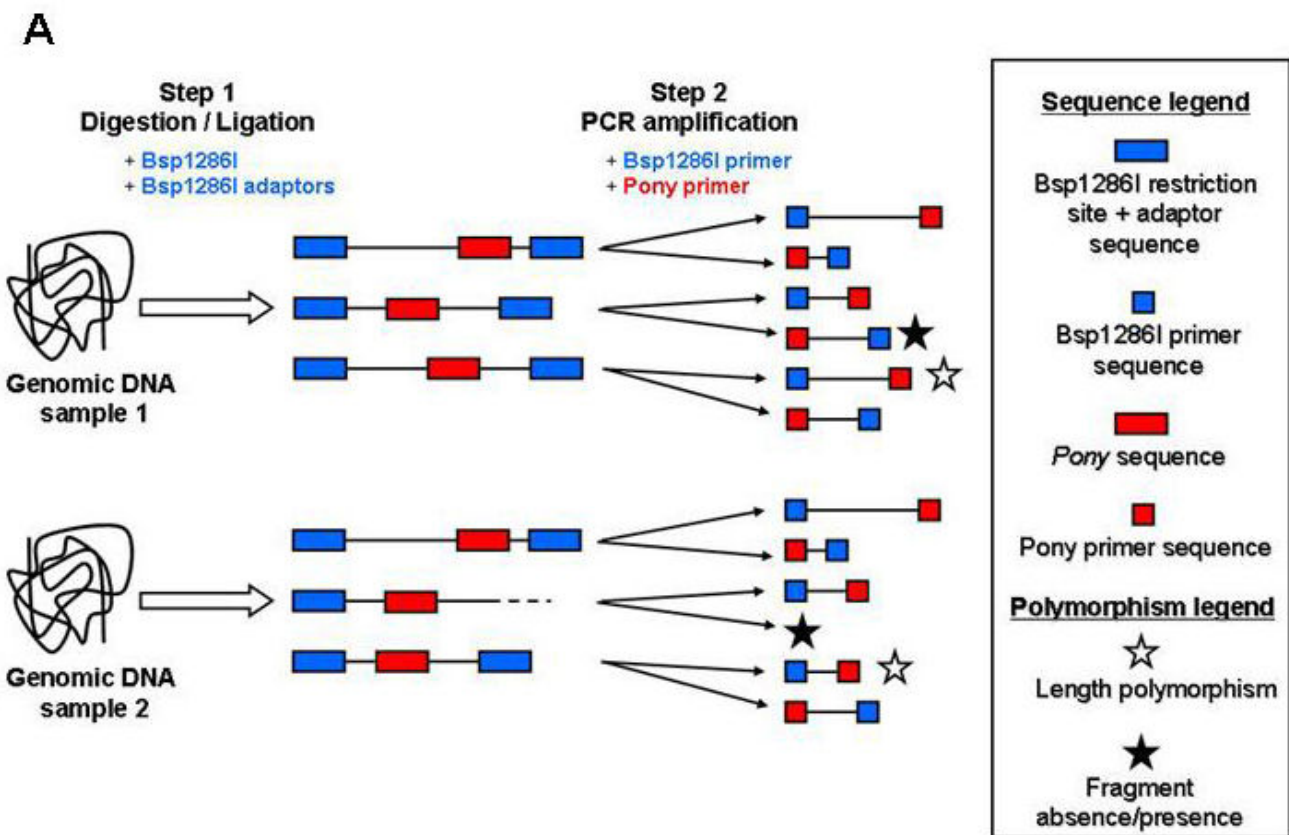 A
Step 1
Digestion / Ligation
+ Bsp1286I
+ Bsp1286I adaptors
Step 2
PCR amplification
+ Bsp1286I primer
+ Pony primer
Genomic DNA
sample 1
Genomic DNA
sample 2
Sequence legend
Bsp1286I restriction
site + adaptor
sequence
Bsp1286I primer
sequence
Pony sequence
Pony primer sequence
Polymorphism legend
Length polymorphism
Fragment
absence/presence